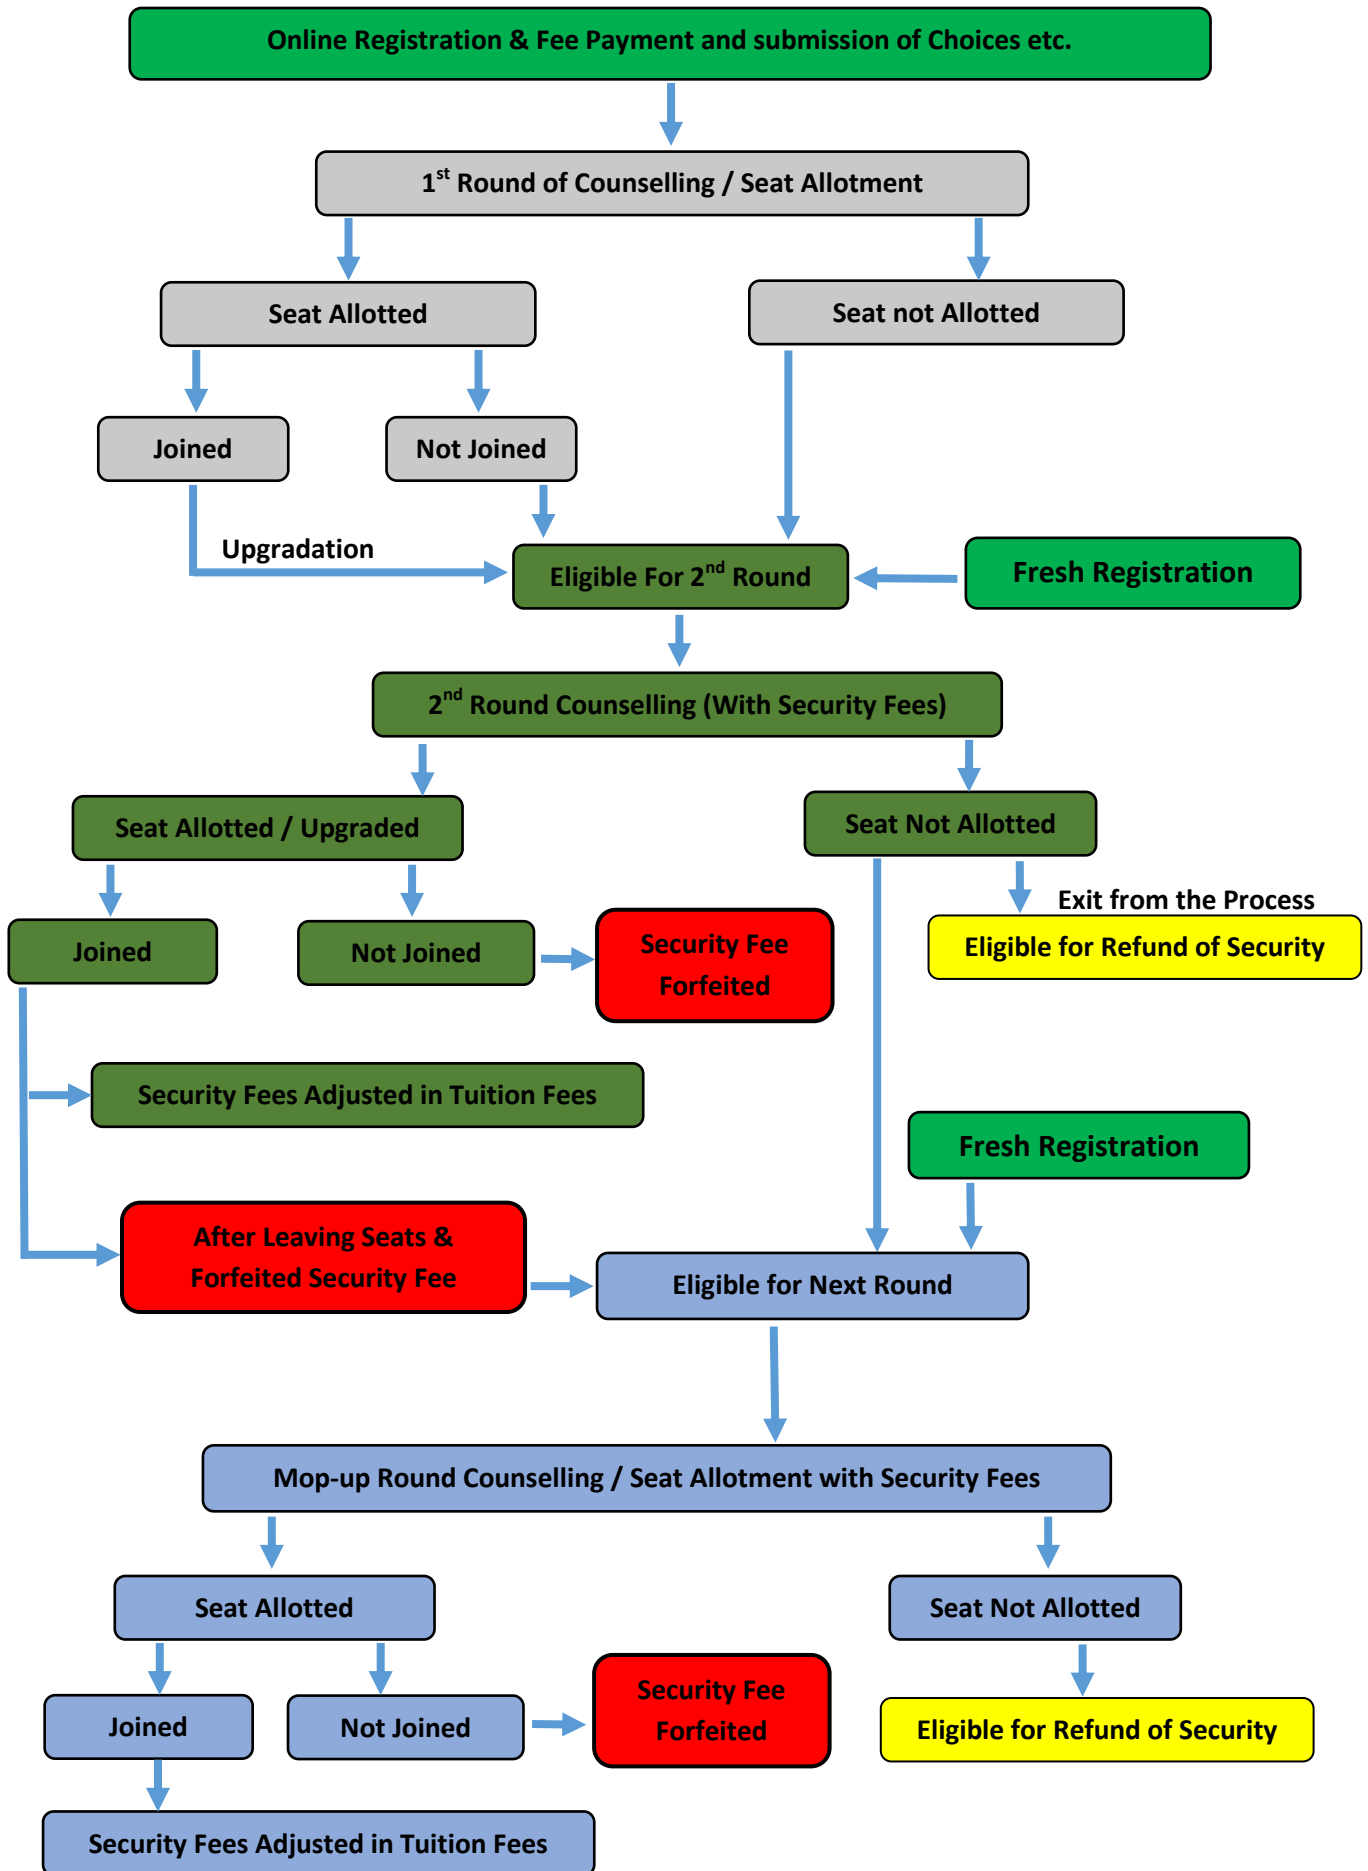 Online Registration & Fee Payment and submission of Choices etc.
1st Round of Counselling / Seat Allotment
Seat Allotted
Seat not Allotted
Joined
Not Joined
Upgradation
Eligible For 2nd Round
Fresh Registration
2nd Round Counselling (With Security Fees)
Seat Allotted / Upgraded
Seat Not Allotted
Exit from the Process
Joined
Not Joined
Security Fee
Forfeited
Eligible for Refund of Security
Security Fees Adjusted in Tuition Fees
Fresh Registration
After Leaving Seats &
Forfeited Security Fee
Eligible for Next Round
Mop-up Round Counselling / Seat Allotment with Security Fees
Seat Allotted
Seat Not Allotted
Joined
Not Joined
Security Fee
Forfeited
Eligible for Refund of Security
Security Fees Adjusted in Tuition Fees